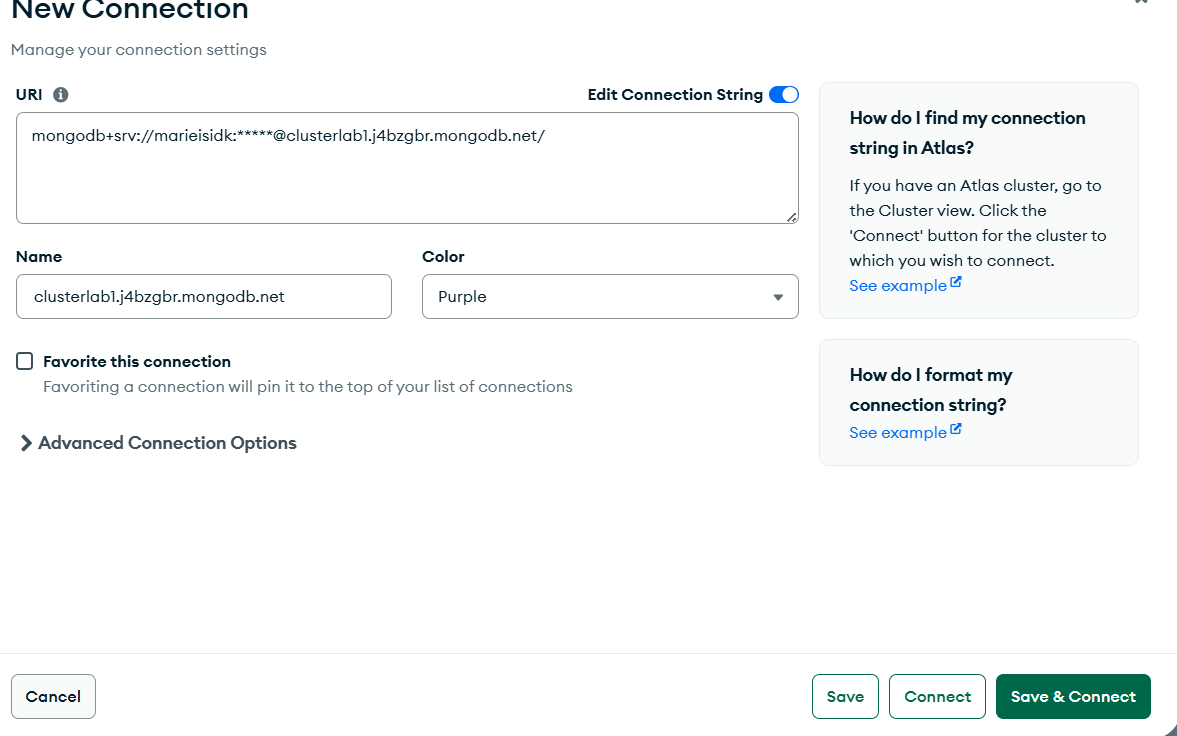 New Connection
Manage your connection settings
URI
Edit Connection String
mongodb+srv://marieisidk:*****@clusterlab1.j4bzgbr.mongodb.net/
Name
Color
clusterlab1.j4bzgbr.mongodb.net
Purple
Favorite this connection
Favoriting a connection will pin it to the top of your list of connections
Advanced Connection Options
How do I find my connection
string in Atlas?
If you have an Atlas cluster, go to
the Cluster view. Click the
'Connect' button for the cluster to
which you wish to connect.
See example
How do I format my
connection string?
See example
Cancel
Save
Connect
Save & Connect